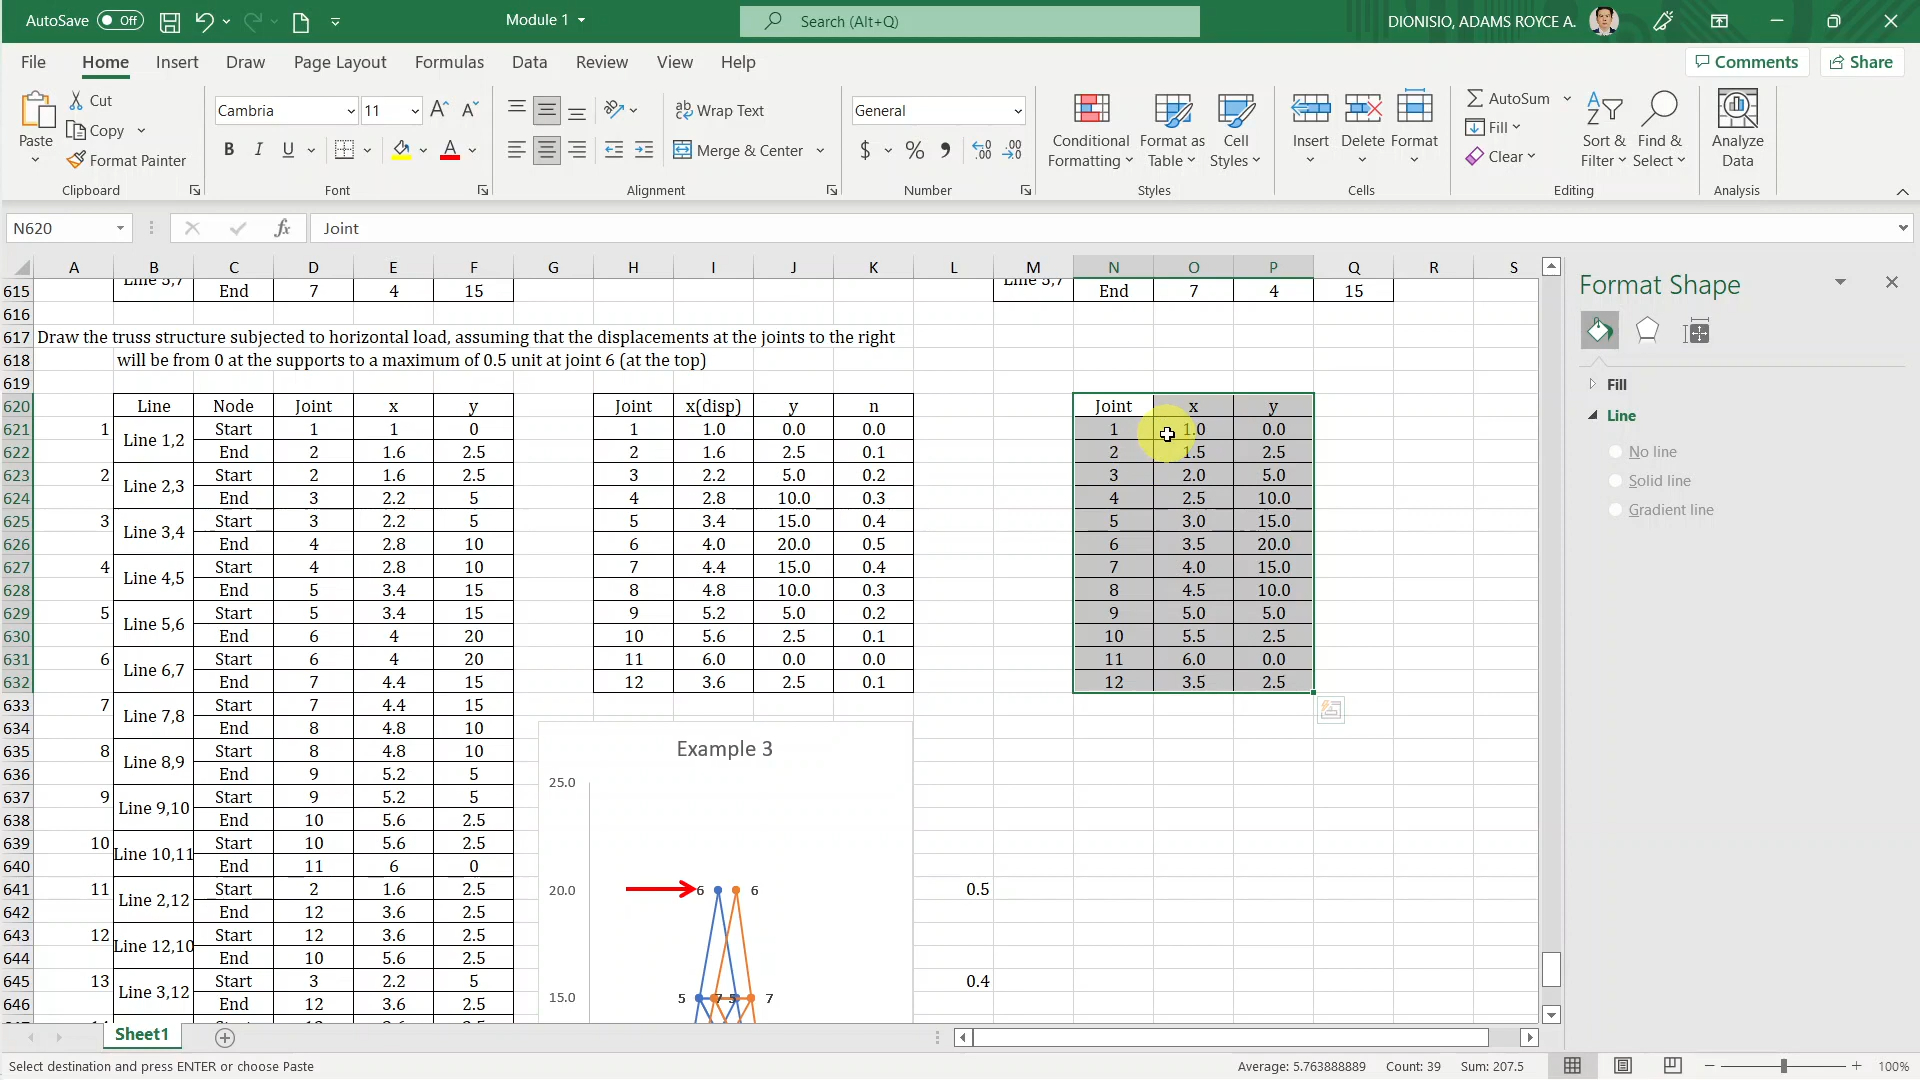 AutoSave Off Module 1 Search (Alt+Q) DIONISIO, ADAMS ROYCE A.
File Home Insert Draw Page Layout Formulas Data Review View Help Comments Share
Paste Cut Copy Format Painter Clipboard
Cambria 11 B I U A Font
Wrap Text Merge & Center Alignment
General $ % Number
Conditional Formatting Format as Table Cell Styles Styles
Insert Delete Format Cells
AutoSum Fill Clear Sort & Filter Find & Select Editing
Analyze Data Analysis
N620 fx Joint
A B C D E F G H I J K L M N O P Q R S
615 Line 5,7 End 7 4 15 Line 5,7 End 7 4 15
616
617 Draw the truss structure subjected to horizontal load, assuming that the displacements at the joints to the right
618 will be from 0 at the supports to a maximum of 0.5 unit at joint 6 (at the top)
619
620 Line Node Joint x y Joint x(disp) y n Joint x y
621 1 Line 1,2 Start 1 1 0 1 1.0 0.0 0.0 1 1.0 0.0
622 End 2 1.6 2.5 2 1.6 2.5 0.1 2 1.5 2.5
623 2 Line 2,3 Start 2 1.6 2.5 3 2.2 5.0 0.2 3 2.0 5.0
624 End 3 2.2 5 4 2.8 10.0 0.3 4 2.5 10.0
625 3 Line 3,4 Start 3 2.2 5 5 3.4 15.0 0.4 5 3.0 15.0
626 End 4 2.8 10 6 4.0 20.0 0.5 6 3.5 20.0
627 4 Line 4,5 Start 4 2.8 10 7 4.4 15.0 0.4 7 4.0 15.0
628 End 5 3.4 15 8 4.8 10.0 0.3 8 4.5 10.0
629 5 Line 5,6 Start 5 3.4 15 9 5.2 5.0 0.2 9 5.0 5.0
630 End 6 4 20 10 5.6 2.5 0.1 10 5.5 2.5
631 6 Line 6,7 Start 6 4 20 11 6.0 0.0 0.0 11 6.0 0.0
632 End 7 4.4 15 12 3.6 2.5 0.1 12 3.5 2.5
633 7 Line 7,8 Start 7 4.4 15
634 End 8 4.8 10
635 8 Line 8,9 Start 8 4.8 10
636 End 9 5.2 5
637 9 Line 9,10 Start 9 5.2 5
638 End 10 5.6 2.5
639 10 Line 10,11 Start 10 5.6 2.5
640 End 11 6 0
641 11 Line 2,12 Start 2 1.6 2.5 0.5
642 End 12 3.6 2.5
643 12 Line 12,10 Start 12 3.6 2.5
644 End 10 5.6 2.5
645 13 Line 3,12 Start 3 2.2 5 0.4
646 End 12 3.6 2.5
Example 3
25.0
20.0 6 6
15.0 5 7 5 7
Format Shape
Fill
Line
No line
Solid line
Gradient line
Sheet1
Select destination and press ENTER or choose Paste Average: 5.763888889 Count: 39 Sum: 207.5 100%